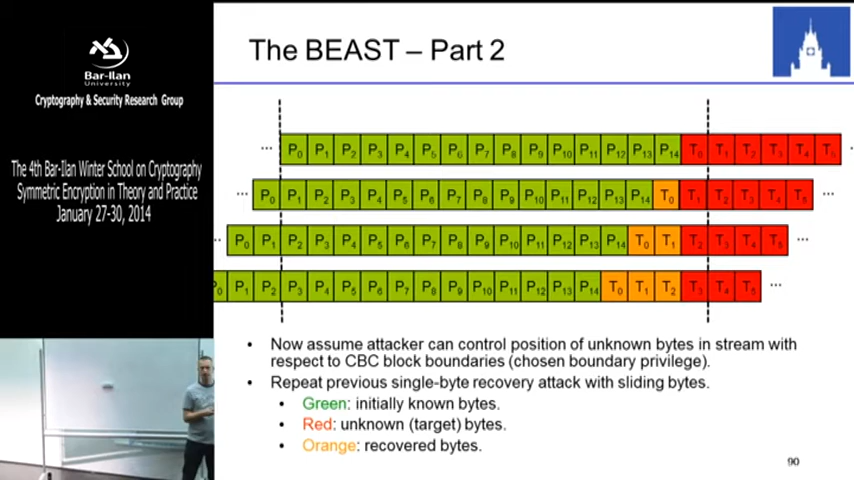 Bar-Ilan
University
Cryptography & Security Research Group
The 4th Bar-Ilan Winter School on Cryptography
Symmetric Encryption in Theory and Practice
January 27-30, 2014
The BEAST – Part 2
... P0 P1 P2 P3 P4 P5 P6 P7 P8 P9 P10 P11 P12 P13 P14 T0 T1 T2 T3 T4 T5 ...
... P0 P1 P2 P3 P4 P5 P6 P7 P8 P9 P10 P11 P12 P13 P14 T0 T1 T2 T3 T4 T5 ...
... P0 P1 P2 P3 P4 P5 P6 P7 P8 P9 P10 P11 P12 P13 P14 T0 T1 T2 T3 T4 T5 ...
P0 P1 P2 P3 P4 P5 P6 P7 P8 P9 P10 P11 P12 P13 P14 T0 T1 T2 T3 T4 T5 ...
• Now assume attacker can control position of unknown bytes in stream with
respect to CBC block boundaries (chosen boundary privilege).
• Repeat previous single-byte recovery attack with sliding bytes.
• Green: initially known bytes.
• Red: unknown (target) bytes.
• Orange: recovered bytes.
90